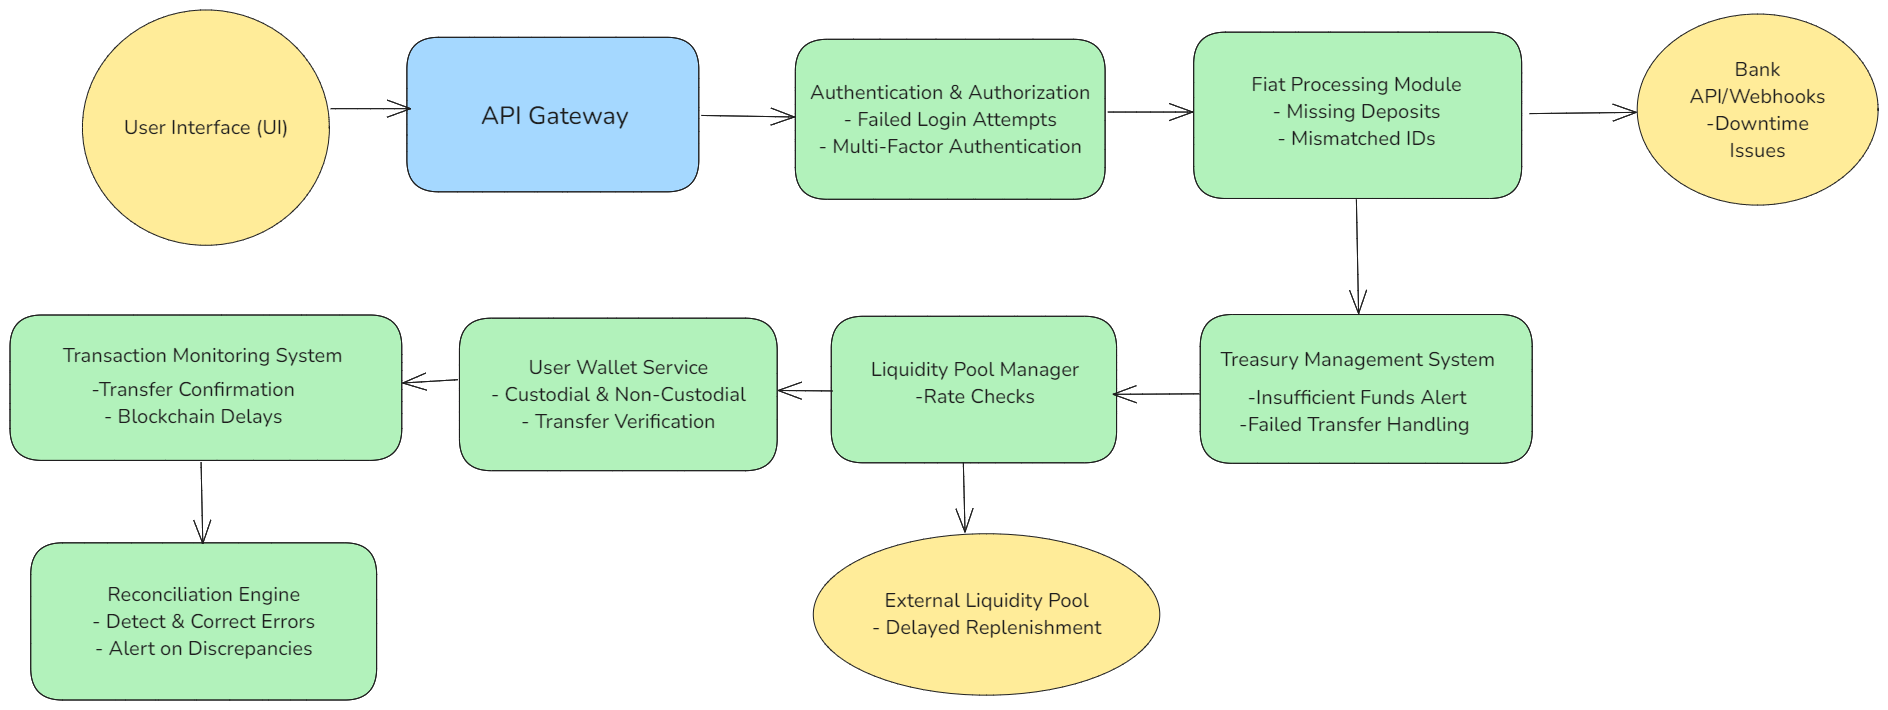 User Interface (UI)
API Gateway
Authentication & Authorization
- Failed Login Attempts
- Multi-Factor Authentication
Fiat Processing Module
- Missing Deposits
- Mismatched IDs
Bank
API/Webhooks
-Downtime
Issues
Transaction Monitoring System
-Transfer Confirmation
- Blockchain Delays
User Wallet Service
- Custodial & Non-Custodial
- Transfer Verification
Liquidity Pool Manager
-Rate Checks
Treasury Management System
-Insufficient Funds Alert
-Failed Transfer Handling
Reconciliation Engine
- Detect & Correct Errors
- Alert on Discrepancies
External Liquidity Pool
- Delayed Replenishment